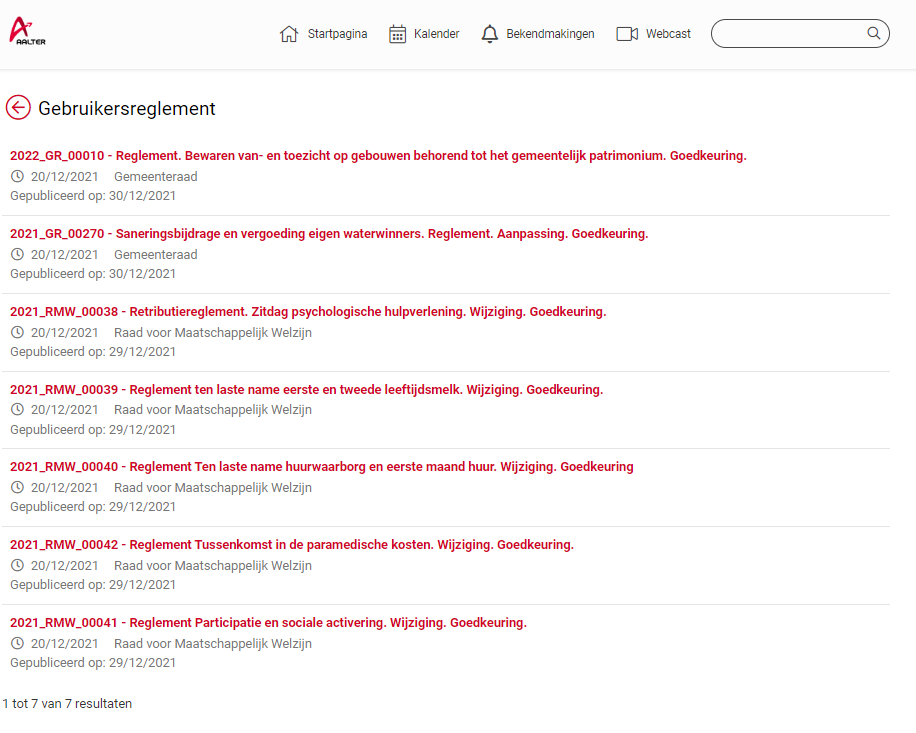 AALTER
Startpagina
Kalender
Bekendmakingen
Webcast
Gebruikersreglement
2022_GR_00010 - Reglement. Bewaren van- en toezicht op gebouwen behorend tot het gemeentelijk patrimonium. Goedkeuring.
20/12/2021 Gemeenteraad
Gepubliceerd op: 30/12/2021
2021_GR_00270 - Saneringsbijdrage en vergoeding eigen waterwinners. Reglement. Aanpassing. Goedkeuring.
20/12/2021 Gemeenteraad
Gepubliceerd op: 30/12/2021
2021_RMW_00038 - Retributiereglement. Zitdag psychologische hulpverlening. Wijziging. Goedkeuring.
20/12/2021 Raad voor Maatschappelijk Welzijn
Gepubliceerd op: 29/12/2021
2021_RMW_00039 - Reglement ten laste name eerste en tweede leeftijdsmelk. Wijziging. Goedkeuring.
20/12/2021 Raad voor Maatschappelijk Welzijn
Gepubliceerd op: 29/12/2021
2021_RMW_00040 - Reglement Ten laste name huurwaarborg en eerste maand huur. Wijziging. Goedkeuring
20/12/2021 Raad voor Maatschappelijk Welzijn
Gepubliceerd op: 29/12/2021
2021_RMW_00042 - Reglement Tussenkomst in de paramedische kosten. Wijziging. Goedkeuring.
20/12/2021 Raad voor Maatschappelijk Welzijn
Gepubliceerd op: 29/12/2021
2021_RMW_00041 - Reglement Participatie en sociale activering. Wijziging. Goedkeuring.
20/12/2021 Raad voor Maatschappelijk Welzijn
Gepubliceerd op: 29/12/2021
1 tot 7 van 7 resultaten